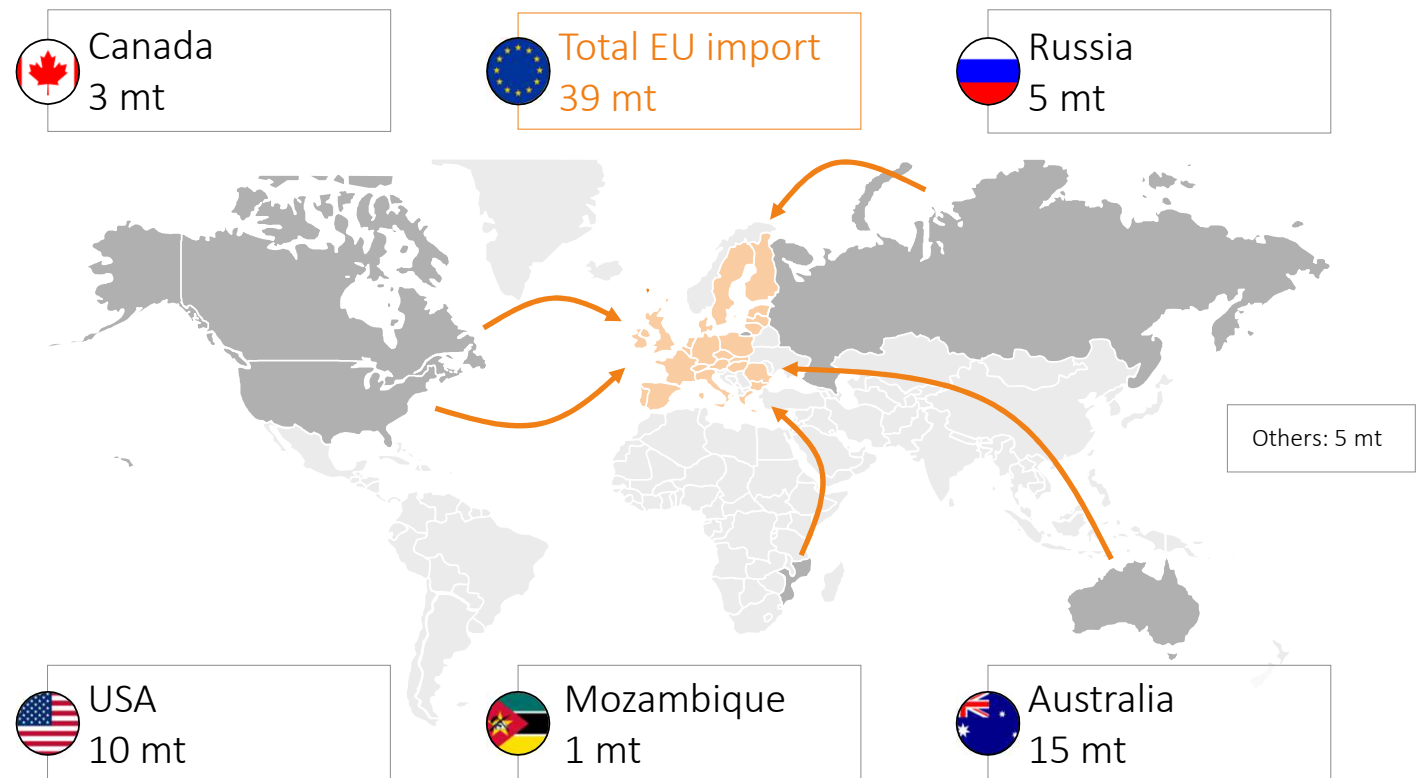 Canada
3 mt
Total EU import
39 mt
Russia
5 mt
Others: 5 mt
USA
10 mt
Mozambique
1 mt
Australia
15 mt